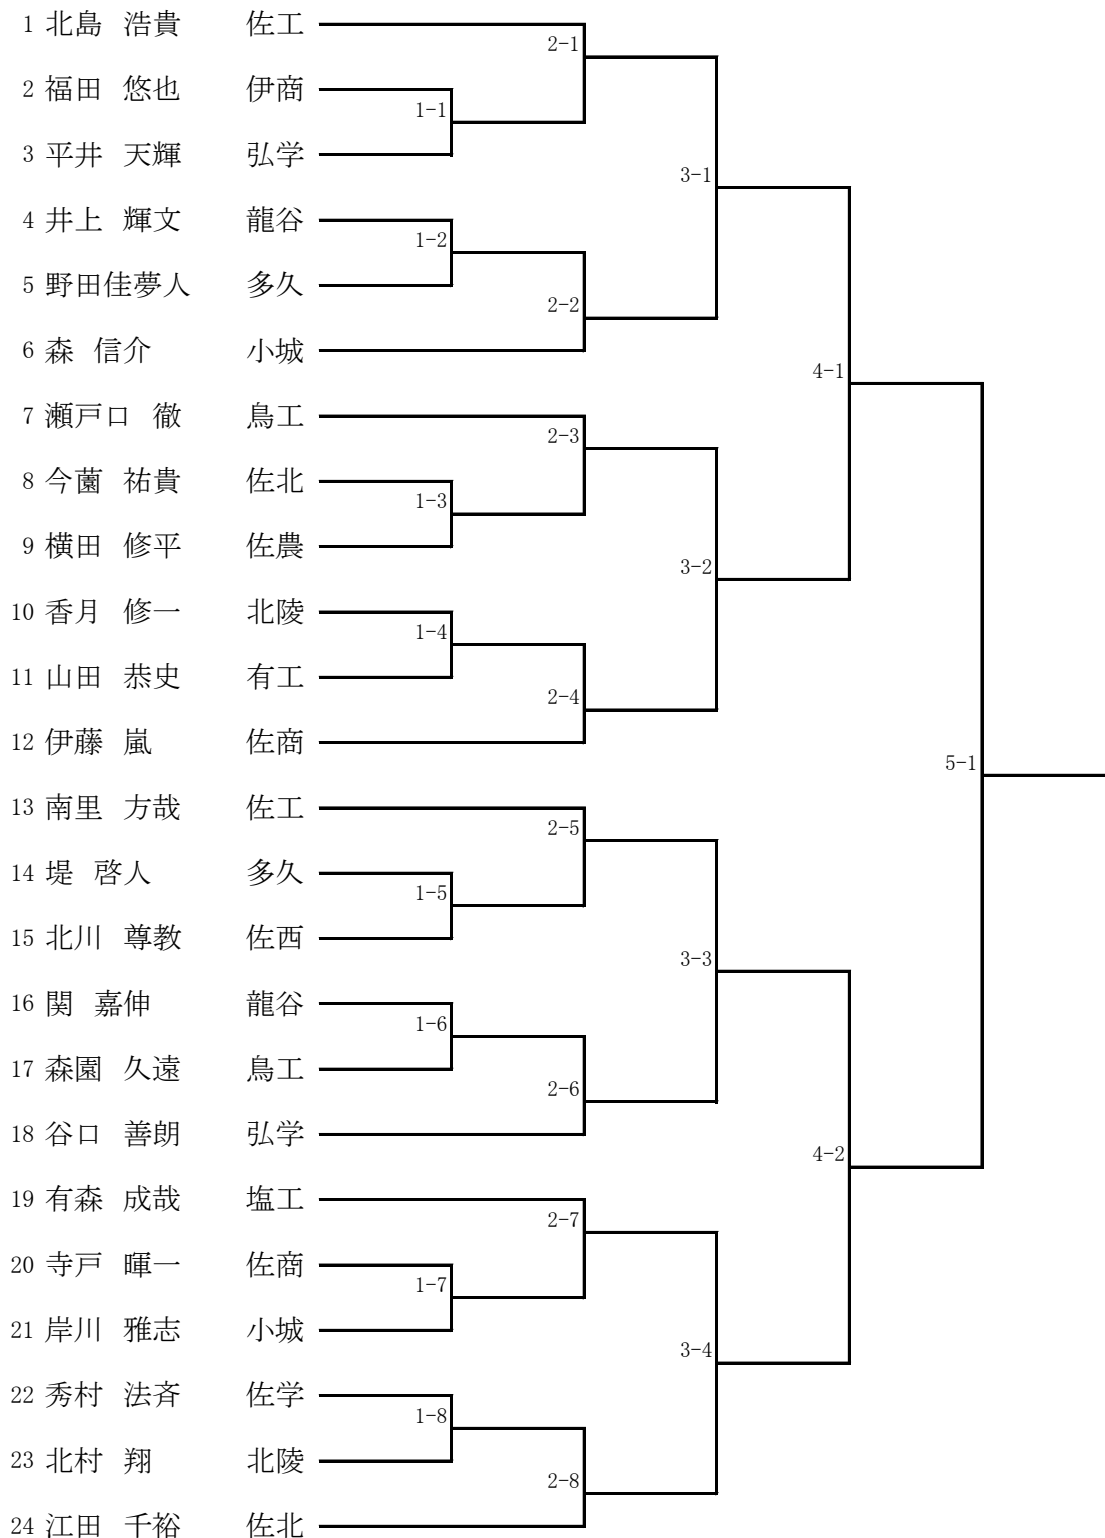 1 北島 浩貴 佐工
2-1
2 福田 悠也 伊商
1-1
3 平井 天輝 弘学
3-1
4 井上 輝文 龍谷
1-2
5 野田佳夢人 多久
2-2
6 森 信介 小城
4-1
7 瀬戸口 徹 鳥工
2-3
8 今薗 祐貴 佐北
1-3
9 横田 修平 佐農
3-2
10 香月 修一 北陵
1-4
11 山田 恭史 有工
2-4
12 伊藤 嵐 佐商
5-1
13 南里 方哉 佐工
2-5
14 堤 啓人 多久
1-5
15 北川 尊教 佐西
3-3
16 関 嘉伸 龍谷
1-6
17 森園 久遠 鳥工
2-6
18 谷口 善朗 弘学
4-2
19 有森 成哉 塩工
2-7
20 寺戸 暉一 佐商
1-7
21 岸川 雅志 小城
3-4
22 秀村 法斉 佐学
1-8
23 北村 翔 北陵
2-8
24 江田 千裕 佐北